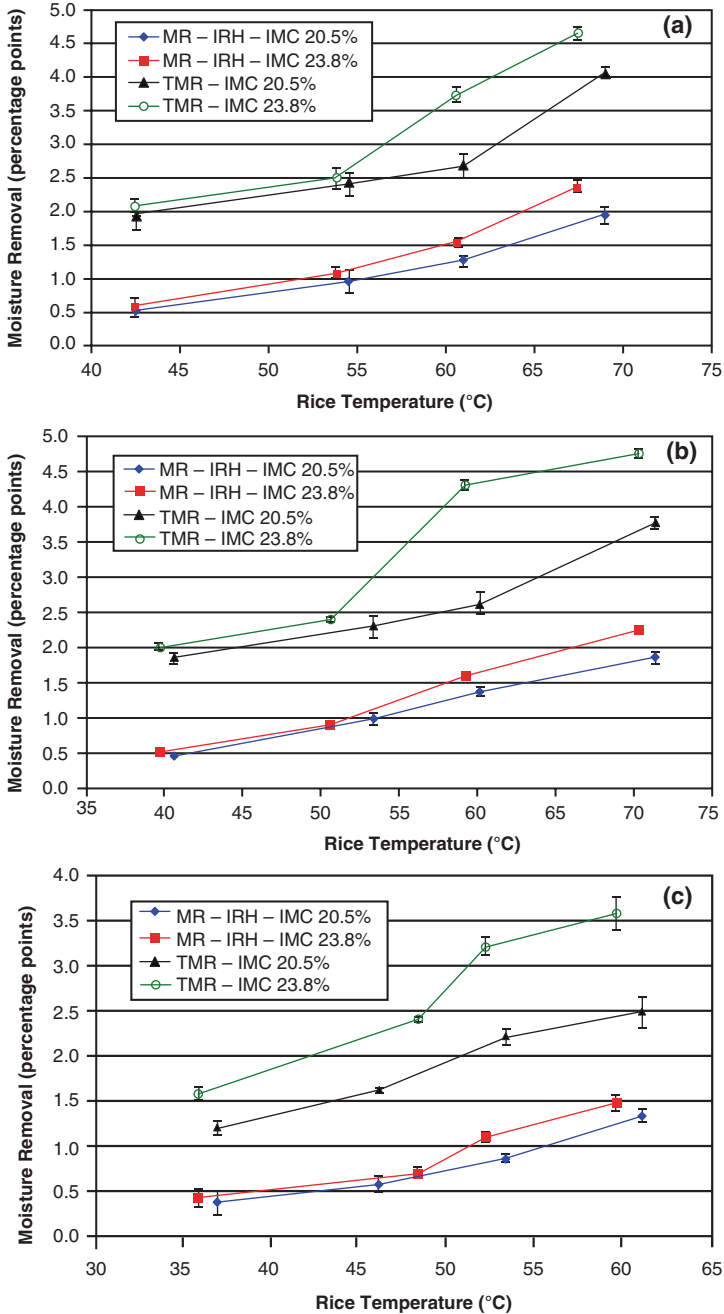 (a)
MR – IRH – IMC 20.5%
MR – IRH – IMC 23.8%
TMR – IMC 20.5%
TMR – IMC 23.8%
Moisture Removal (percentage points)
5.0
4.5
4.0
3.5
3.0
2.5
2.0
1.5
1.0
0.5
0.0
40 45 50 55 60 65 70 75
Rice Temperature (°C)
(b)
MR – IRH – IMC 20.5%
MR – IRH – IMC 23.8%
TMR – IMC 20.5%
TMR – IMC 23.8%
Moisture Removal (percentage points)
5.0
4.5
4.0
3.5
3.0
2.5
2.0
1.5
1.0
0.5
0.0
35 40 45 50 55 60 65 70 75
Rice Temperature (°C)
(c)
MR – IRH – IMC 20.5%
MR – IRH – IMC 23.8%
TMR – IMC 20.5%
TMR – IMC 23.8%
Moisture Removal (percentage points)
4.0
3.5
3.0
2.5
2.0
1.5
1.0
0.5
0.0
30 35 40 45 50 55 60 65
Rice Temperature (°C)